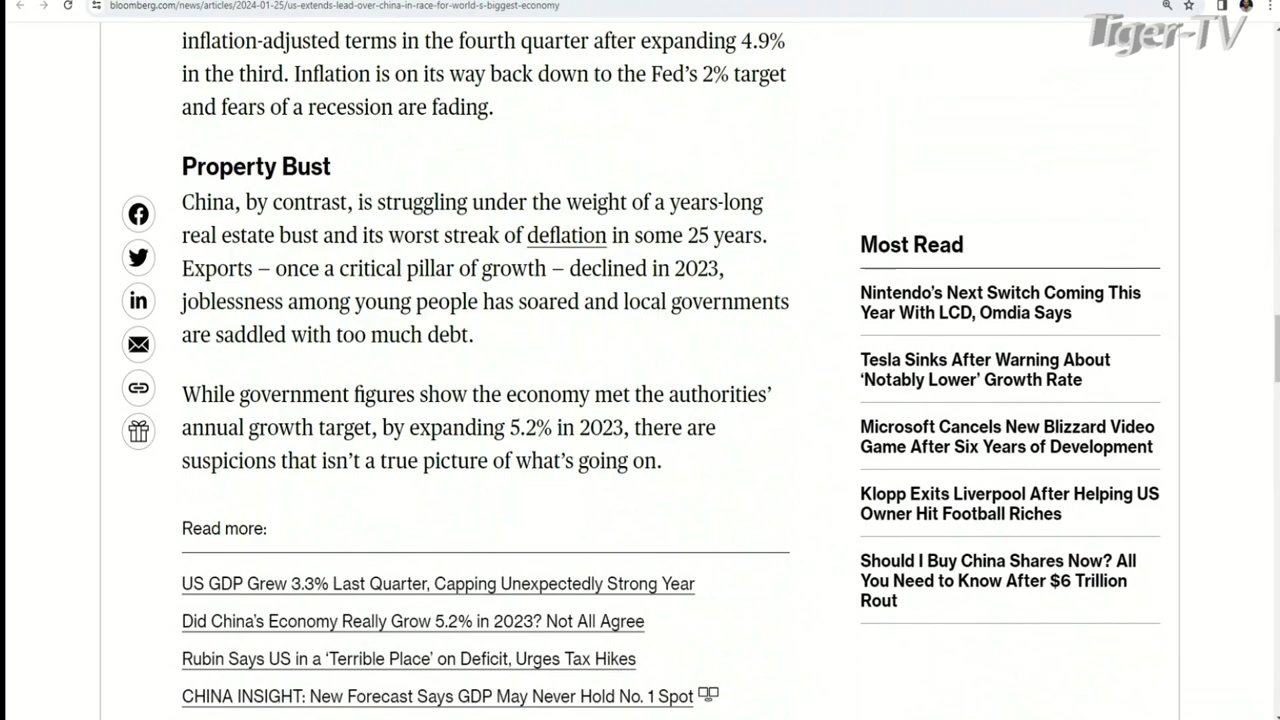 bloomberg.com/news/articles/2024-01-25/us-extends-lead-over-china-in-race-for-world-s-biggest-economy
Tiger-TV
inflation-adjusted terms in the fourth quarter after expanding 4.9%
in the third. Inflation is on its way back down to the Fed’s 2% target
and fears of a recession are fading.
Property Bust
China, by contrast, is struggling under the weight of a years-long
real estate bust and its worst streak of deflation in some 25 years.
Exports – once a critical pillar of growth – declined in 2023,
joblessness among young people has soared and local governments
are saddled with too much debt.
While government figures show the economy met the authorities’
annual growth target, by expanding 5.2% in 2023, there are
suspicions that isn’t a true picture of what’s going on.
Read more:
US GDP Grew 3.3% Last Quarter, Capping Unexpectedly Strong Year
Did China’s Economy Really Grow 5.2% in 2023? Not All Agree
Rubin Says US in a ‘Terrible Place’ on Deficit, Urges Tax Hikes
CHINA INSIGHT: New Forecast Says GDP May Never Hold No. 1 Spot
Most Read
Nintendo’s Next Switch Coming This
Year With LCD, Omdia Says
Tesla Sinks After Warning About
‘Notably Lower’ Growth Rate
Microsoft Cancels New Blizzard Video
Game After Six Years of Development
Klopp Exits Liverpool After Helping US
Owner Hit Football Riches
Should I Buy China Shares Now? All
You Need to Know After $6 Trillion
Rout